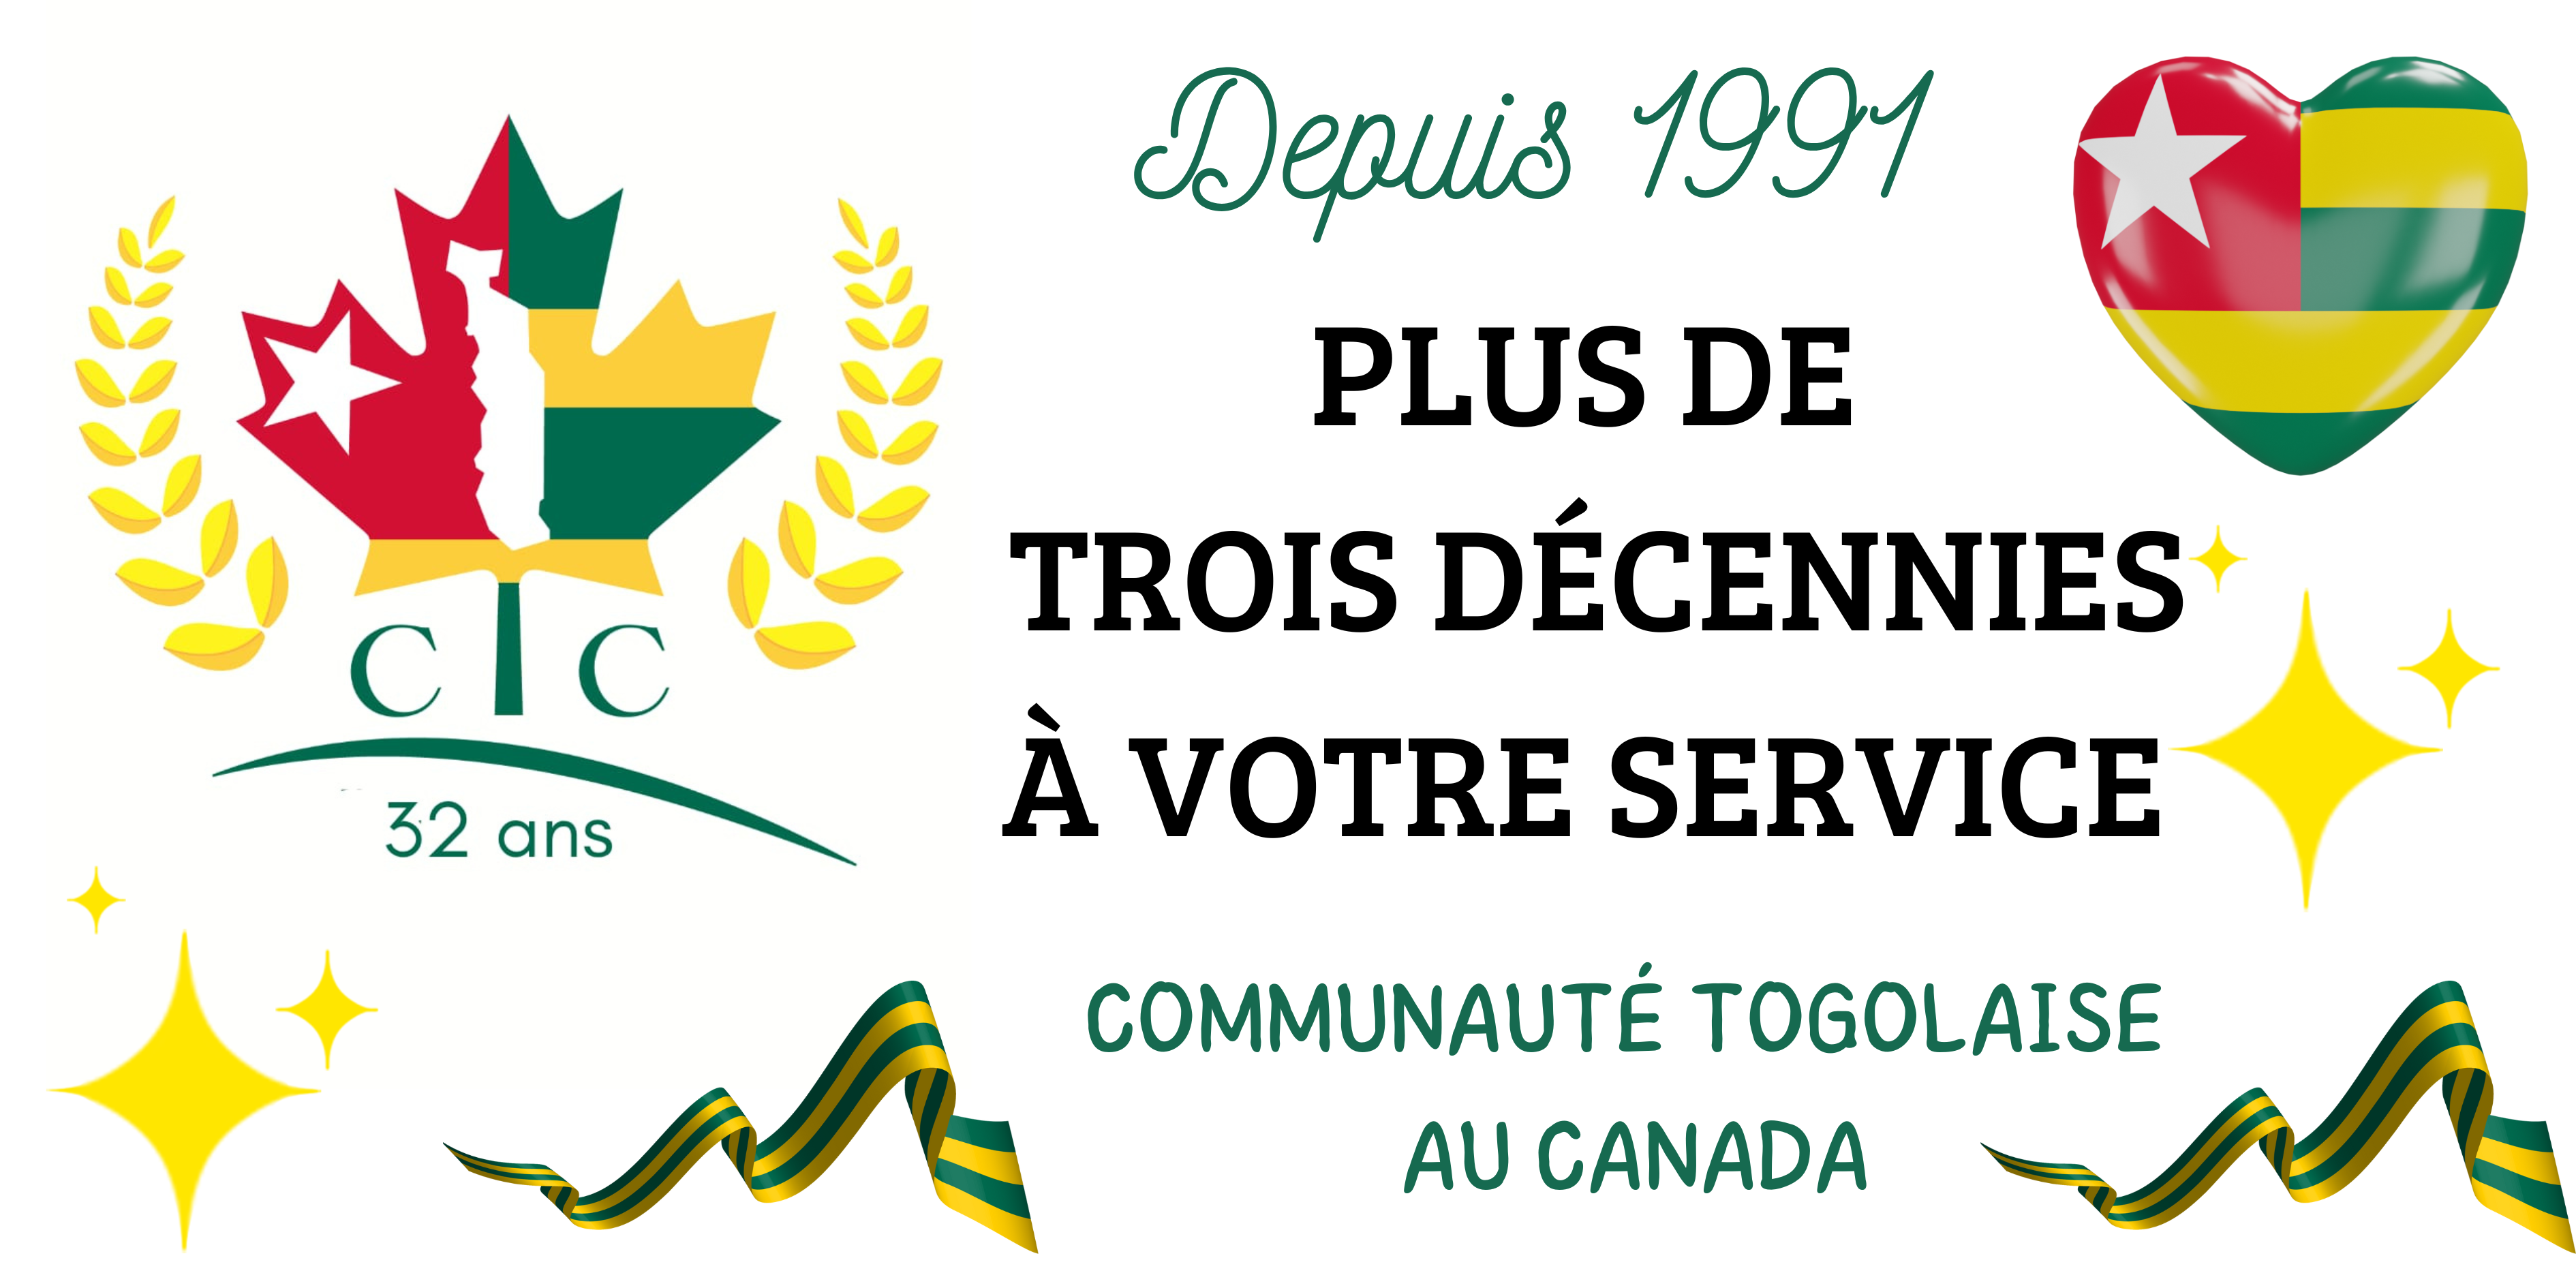 CTC
32 ans
Depuis 1991
PLUS DE
TROIS DÉCENNIES
À VOTRE SERVICE
COMMUNAUTÉ TOGOLAISE
AU CANADA